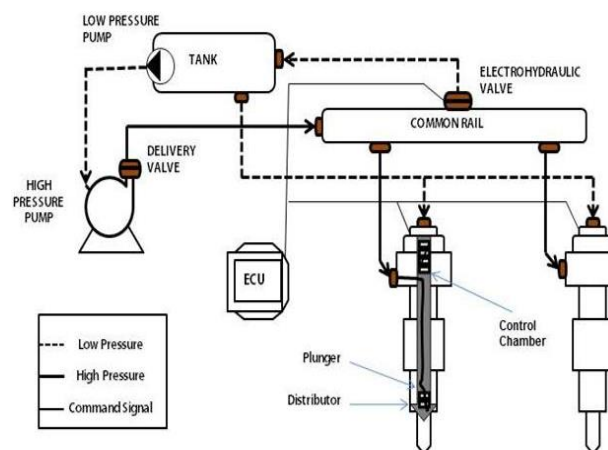 LOW PRESSURE
PUMP
TANK
ELECTROHYDRAULIC
VALVE
COMMON RAIL
DELIVERY
VALVE
HIGH
PRESSURE
PUMP
ECU
Control
Chamber
Low Pressure
High Pressure
Command Signal
Plunger
Distributor